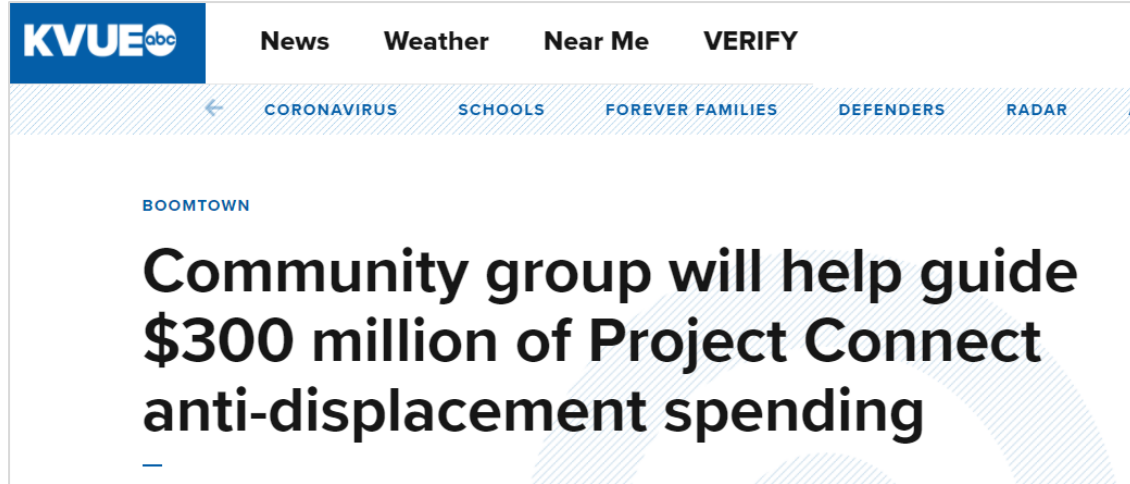 KVUE abc News Weather Near Me VERIFY
CORONAVIRUS SCHOOLS FOREVER FAMILIES DEFENDERS RADAR
BOOMTOWN
Community group will help guide
$300 million of Project Connect
anti-displacement spending